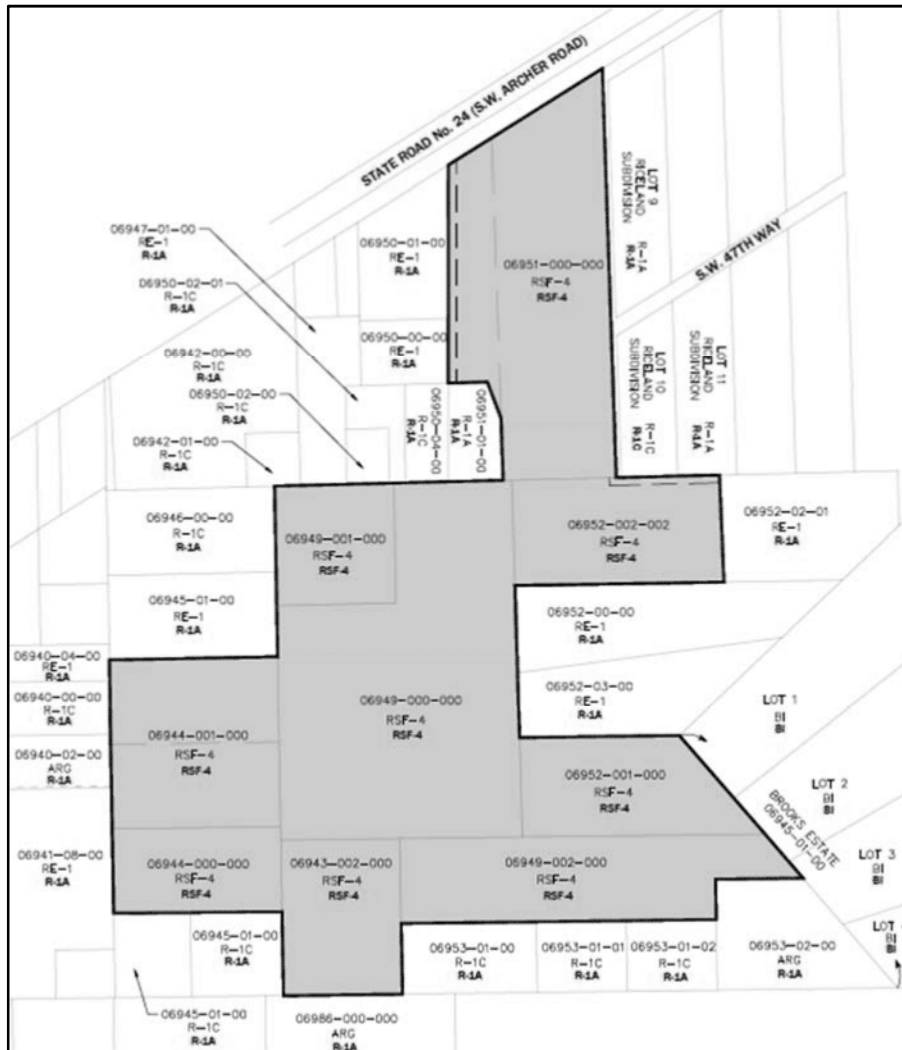 STATE ROAD No. 24 (S.W. ARCHER ROAD)
LOT 9
RICELAND
SUBDIVISION
R-1A
R-1A
S.W. 47TH WAY
06947-01-00
RE-1
R-1A
06950-02-01
R-1C
R-1A
06950-01-00
RE-1
R-1A
06951-000-000
RSF-4
RSF-4
06942-00-00
R-1C
R-1A
06950-00-00
RE-1
R-1A
06950-02-00
R-1C
R-1A
06942-01-00
R-1C
R-1A
06950-04-00
R-1C
R-1A
06951-01-00
R-1A
R-1A
LOT 10
RICELAND
SUBDIVISION
R-1C
R-1C
LOT 11
RICELAND
SUBDIVISION
R-1A
R-1A
06946-00-00
R-1C
R-1A
06949-001-000
RSF-4
RSF-4
06952-002-002
RSF-4
RSF-4
06952-02-01
RE-1
R-1A
06945-01-00
RE-1
R-1A
06952-00-00
RE-1
R-1A
06940-04-00
RE-1
R-1A
06940-00-00
R-1C
R-1A
06944-001-000
RSF-4
RSF-4
06949-000-000
RSF-4
RSF-4
06952-03-00
RE-1
R-1A
LOT 1
BI
BI
06940-02-00
ARG
R-1A
06952-001-000
RSF-4
RSF-4
LOT 2
BI
BI
BROOKS ESTATE
06945-01-00
06941-08-00
RE-1
R-1A
06944-000-000
RSF-4
RSF-4
06943-002-000
RSF-4
RSF-4
06949-002-000
RSF-4
RSF-4
LOT 3
BI
BI
06945-01-00
R-1C
R-1A
06953-01-00
R-1C
R-1A
06953-01-01
R-1C
R-1A
06953-01-02
R-1C
R-1A
06953-02-00
ARG
R-1A
LOT
BI
BI
06945-01-00
R-1C
R-1A
06986-000-000
ARG
R-1A